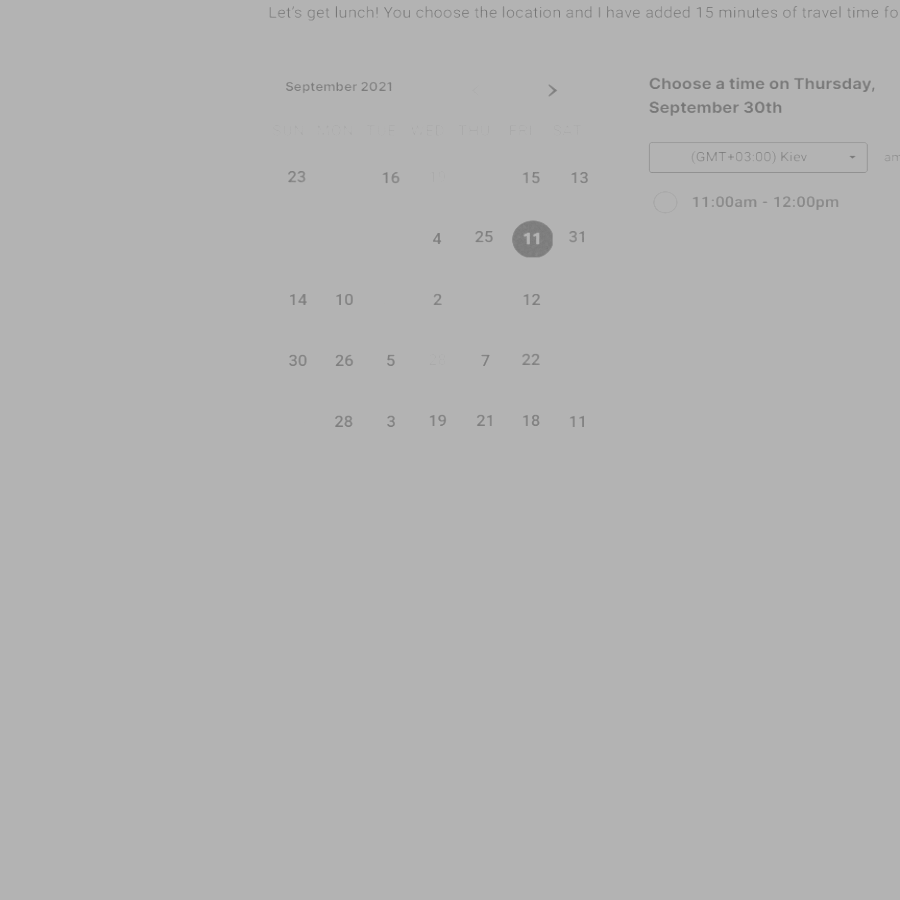 Let's get lunch! You choose the location and I have added 15 minutes of travel time fo
September 2021
SUN MON TUE WED THU FRI SAT
23 16 15 13
4 25 11 31
14 10 2 12
30 26 5 7 22
28 3 19 21 18 11
Choose a time on Thursday,
September 30th
(GMT+03:00) Kiev am
11:00am - 12:00pm